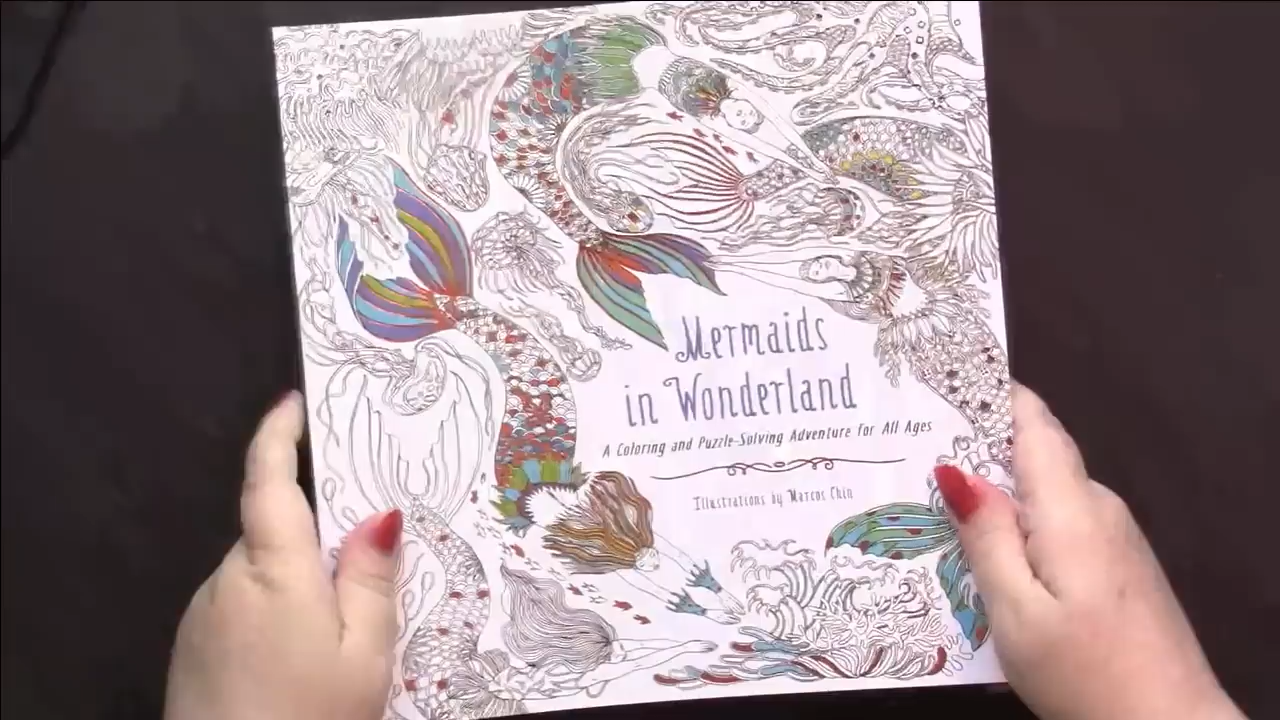 Mermaids
in Wonderland
A Coloring and Puzzle-Solving Adventure for All Ages
Illustrations by Marcos Chin